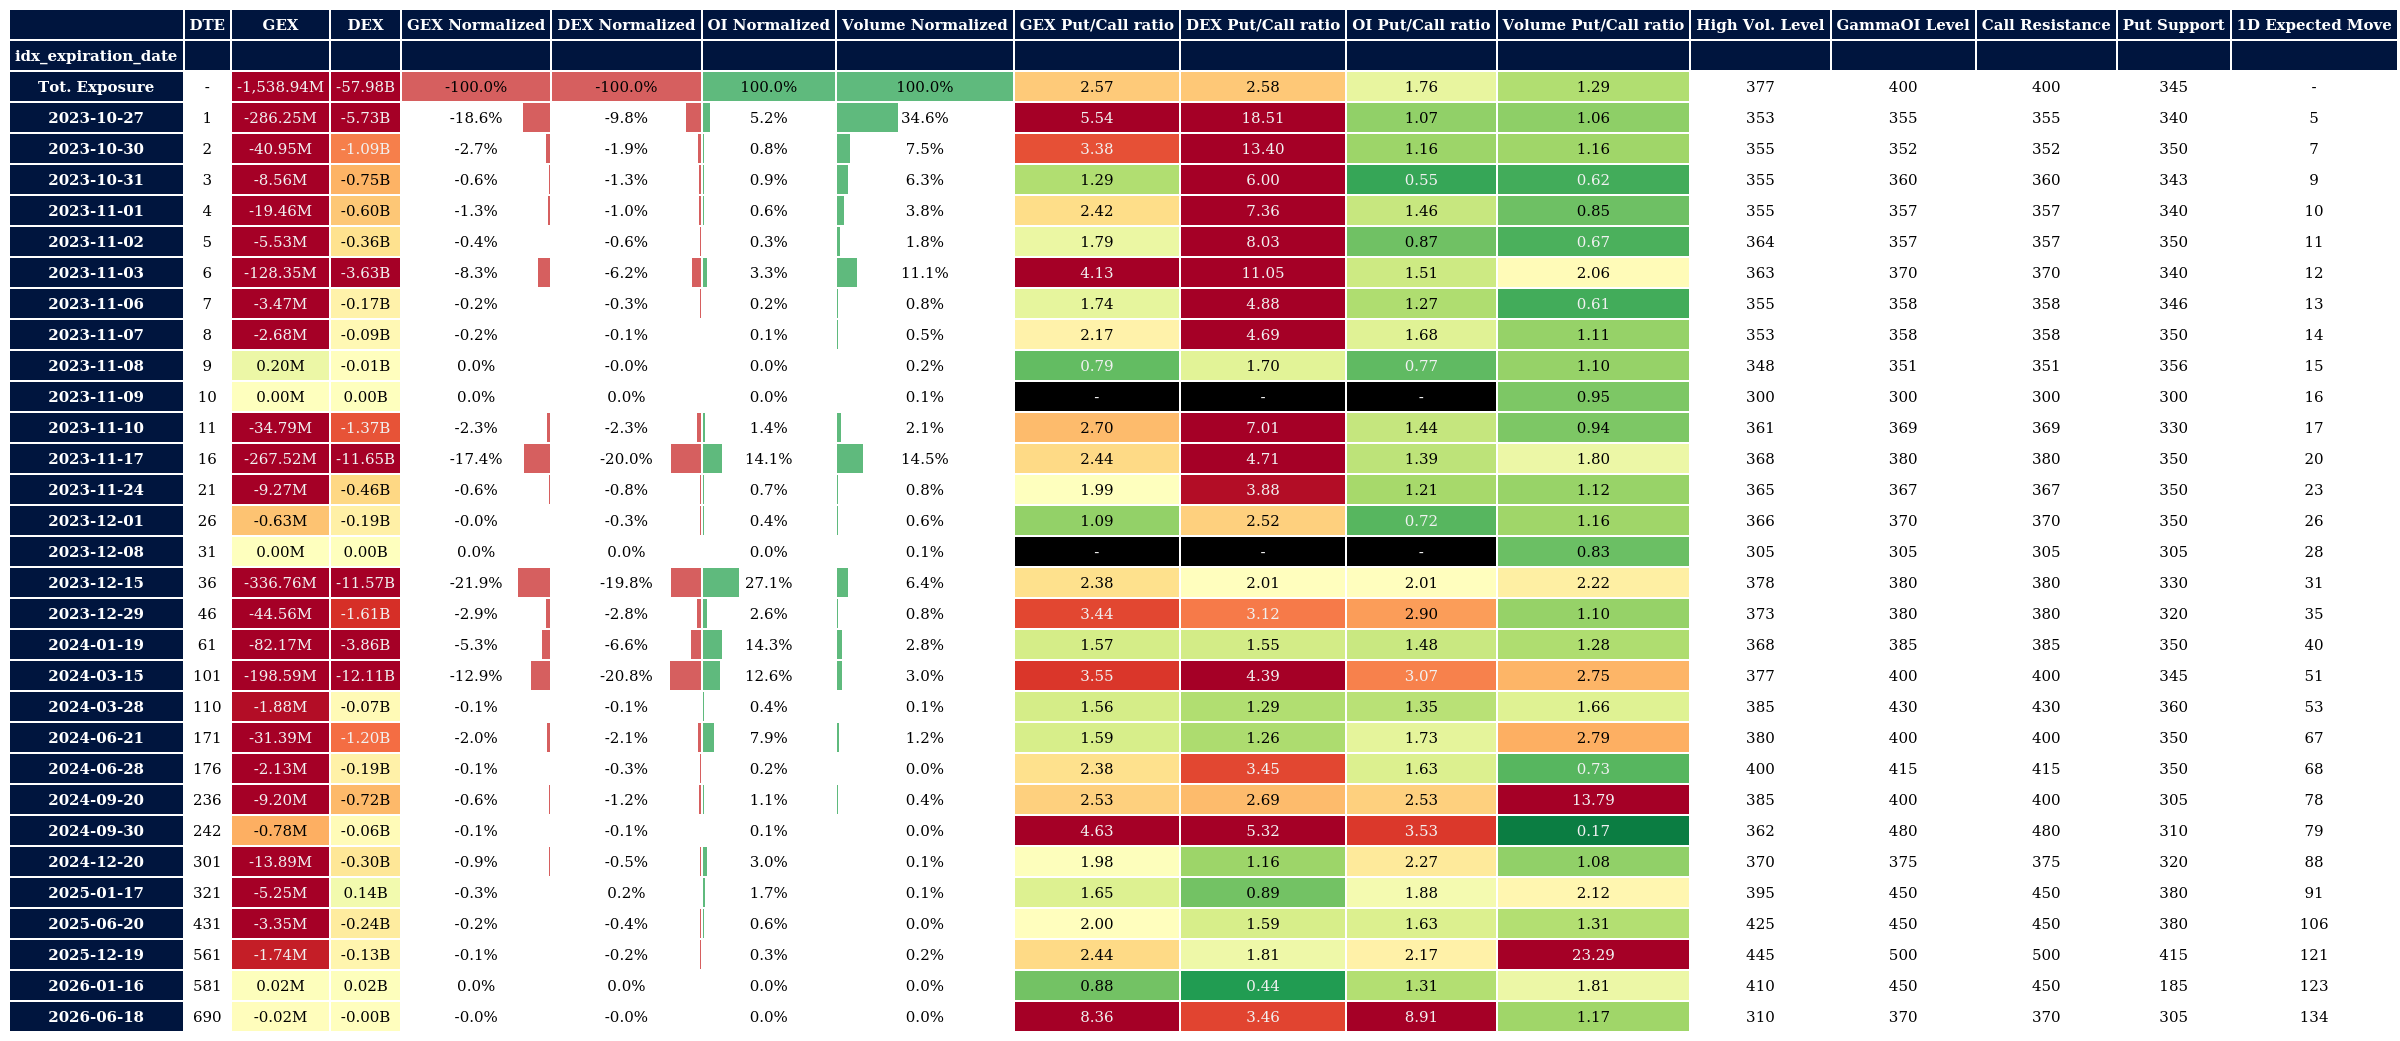 DTE GEX DEX GEX Normalized DEX Normalized OI Normalized Volume Normalized GEX Put/Call ratio DEX Put/Call ratio OI Put/Call ratio Volume Put/Call ratio High Vol. Level GammaOI Level Call Resistance Put Support 1D Expected Move
idx_expiration_date
Tot. Exposure - -1,538.94M -57.98B -100.0% -100.0% 100.0% 100.0% 2.57 2.58 1.76 1.29 377 400 400 345 -
2023-10-27 1 -286.25M -5.73B -18.6% -9.8% 5.2% 34.6% 5.54 18.51 1.07 1.06 353 355 355 340 5
2023-10-30 2 -40.95M -1.09B -2.7% -1.9% 0.8% 7.5% 3.38 13.40 1.16 1.16 355 352 352 350 7
2023-10-31 3 -8.56M -0.75B -0.6% -1.3% 0.9% 6.3% 1.29 6.00 0.55 0.62 355 360 360 343 9
2023-11-01 4 -19.46M -0.60B -1.3% -1.0% 0.6% 3.8% 2.42 7.36 1.46 0.85 355 357 357 340 10
2023-11-02 5 -5.53M -0.36B -0.4% -0.6% 0.3% 1.8% 1.79 8.03 0.87 0.67 364 357 357 350 11
2023-11-03 6 -128.35M -3.63B -8.3% -6.2% 3.3% 11.1% 4.13 11.05 1.51 2.06 363 370 370 340 12
2023-11-06 7 -3.47M -0.17B -0.2% -0.3% 0.2% 0.8% 1.74 4.88 1.27 0.61 355 358 358 346 13
2023-11-07 8 -2.68M -0.09B -0.2% -0.1% 0.1% 0.5% 2.17 4.69 1.68 1.11 353 358 358 350 14
2023-11-08 9 0.20M -0.01B 0.0% -0.0% 0.0% 0.2% 0.79 1.70 0.77 1.10 348 351 351 356 15
2023-11-09 10 0.00M 0.00B 0.0% 0.0% 0.0% 0.1% - - - 0.95 300 300 300 300 16
2023-11-10 11 -34.79M -1.37B -2.3% -2.3% 1.4% 2.1% 2.70 7.01 1.44 0.94 361 369 369 330 17
2023-11-17 16 -267.52M -11.65B -17.4% -20.0% 14.1% 14.5% 2.44 4.71 1.39 1.80 368 380 380 350 20
2023-11-24 21 -9.27M -0.46B -0.6% -0.8% 0.7% 0.8% 1.99 3.88 1.21 1.12 365 367 367 350 23
2023-12-01 26 -0.63M -0.19B -0.0% -0.3% 0.4% 0.6% 1.09 2.52 0.72 1.16 366 370 370 350 26
2023-12-08 31 0.00M 0.00B 0.0% 0.0% 0.0% 0.1% - - - 0.83 305 305 305 305 28
2023-12-15 36 -336.76M -11.57B -21.9% -19.8% 27.1% 6.4% 2.38 2.01 2.01 2.22 378 380 380 330 31
2023-12-29 46 -44.56M -1.61B -2.9% -2.8% 2.6% 0.8% 3.44 3.12 2.90 1.10 373 380 380 320 35
2024-01-19 61 -82.17M -3.86B -5.3% -6.6% 14.3% 2.8% 1.57 1.55 1.48 1.28 368 385 385 350 40
2024-03-15 101 -198.59M -12.11B -12.9% -20.8% 12.6% 3.0% 3.55 4.39 3.07 2.75 377 400 400 345 51
2024-03-28 110 -1.88M -0.07B -0.1% -0.1% 0.4% 0.1% 1.56 1.29 1.35 1.66 385 430 430 360 53
2024-06-21 171 -31.39M -1.20B -2.0% -2.1% 7.9% 1.2% 1.59 1.26 1.73 2.79 380 400 400 350 67
2024-06-28 176 -2.13M -0.19B -0.1% -0.3% 0.2% 0.0% 2.38 3.45 1.63 0.73 400 415 415 350 68
2024-09-20 236 -9.20M -0.72B -0.6% -1.2% 1.1% 0.4% 2.53 2.69 2.53 13.79 385 400 400 305 78
2024-09-30 242 -0.78M -0.06B -0.1% -0.1% 0.1% 0.0% 4.63 5.32 3.53 0.17 362 480 480 310 79
2024-12-20 301 -13.89M -0.30B -0.9% -0.5% 3.0% 0.1% 1.98 1.16 2.27 1.08 370 375 375 320 88
2025-01-17 321 -5.25M 0.14B -0.3% 0.2% 1.7% 0.1% 1.65 0.89 1.88 2.12 395 450 450 380 91
2025-06-20 431 -3.35M -0.24B -0.2% -0.4% 0.6% 0.0% 2.00 1.59 1.63 1.31 425 450 450 380 106
2025-12-19 561 -1.74M -0.13B -0.1% -0.2% 0.3% 0.2% 2.44 1.81 2.17 23.29 445 500 500 415 121
2026-01-16 581 0.02M 0.02B 0.0% 0.0% 0.0% 0.0% 0.88 0.44 1.31 1.81 410 450 450 185 123
2026-06-18 690 -0.02M -0.00B -0.0% -0.0% 0.0% 0.0% 8.36 3.46 8.91 1.17 310 370 370 305 134